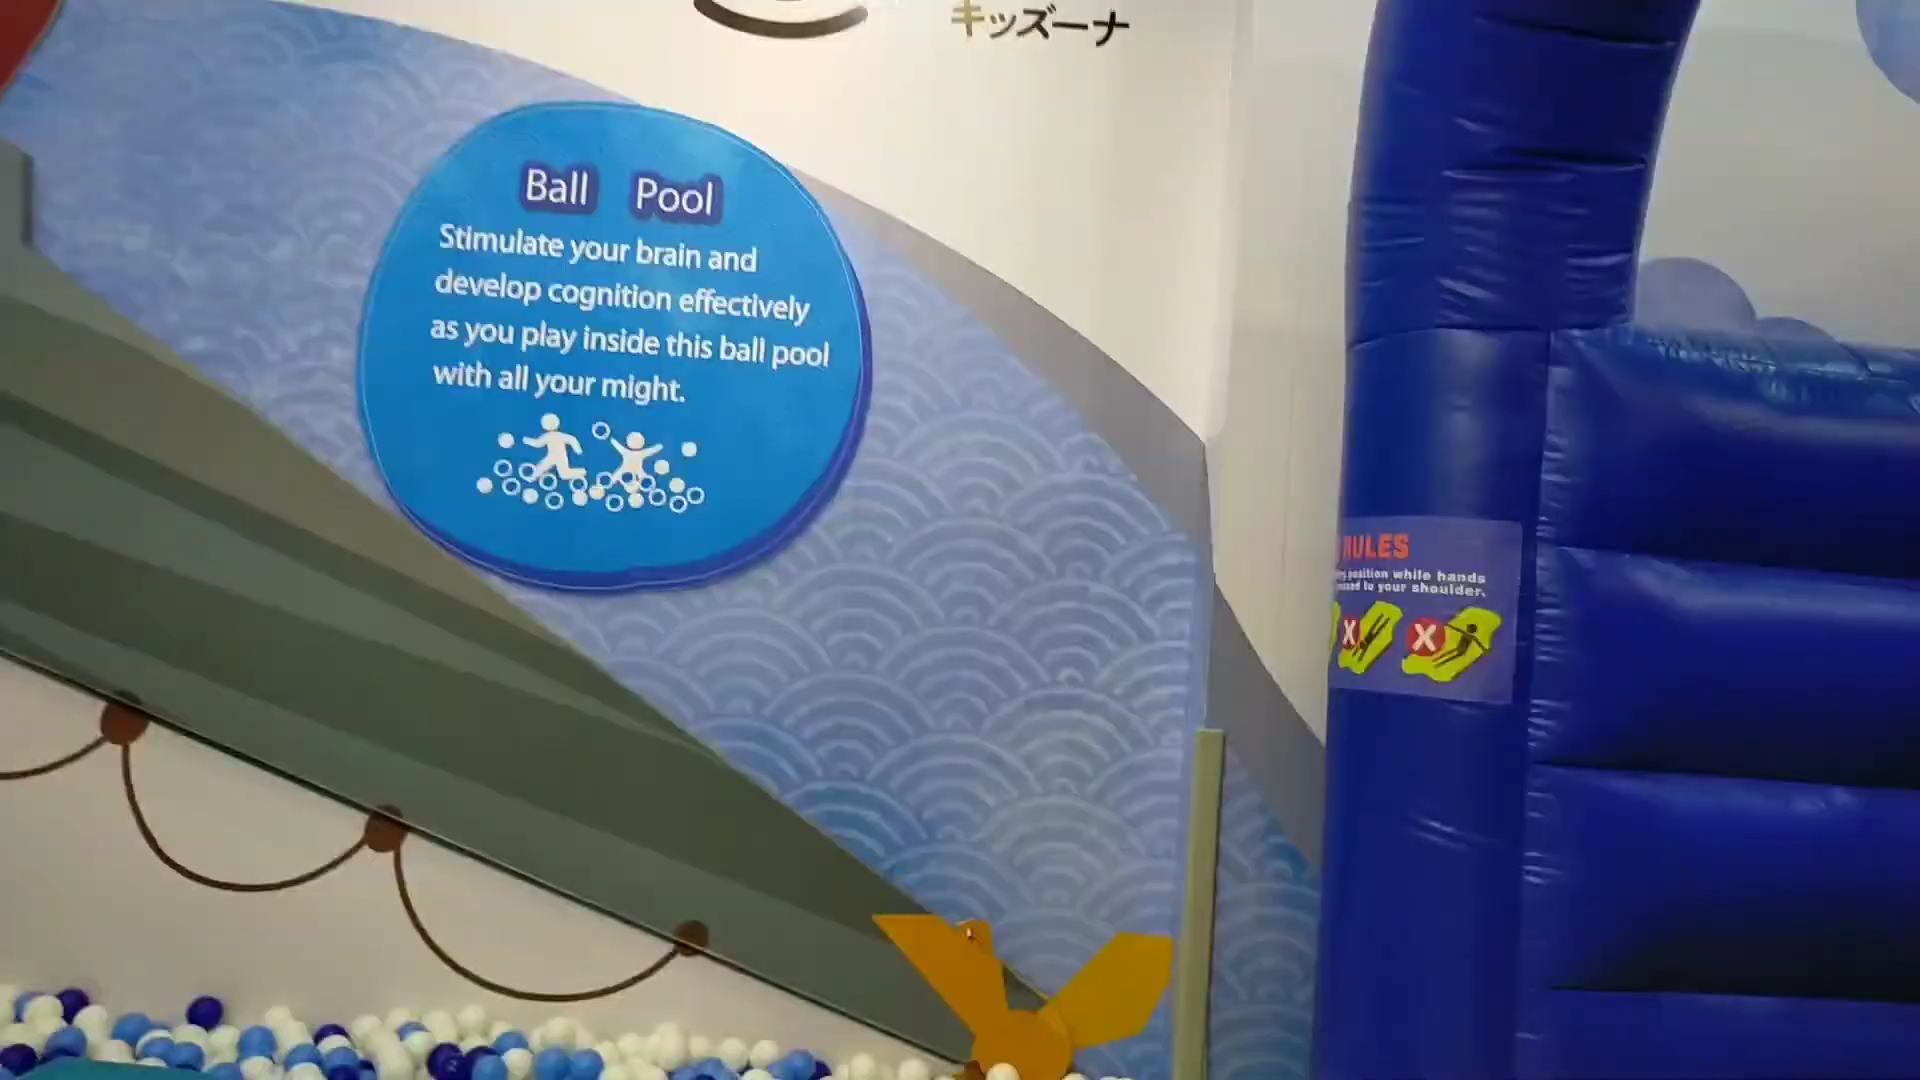 キッズーナ
Ball Pool
Stimulate your brain and
develop cognition effectively
as you play inside this ball pool
with all your might.
RULES
position while hands
to your shoulder.
X X